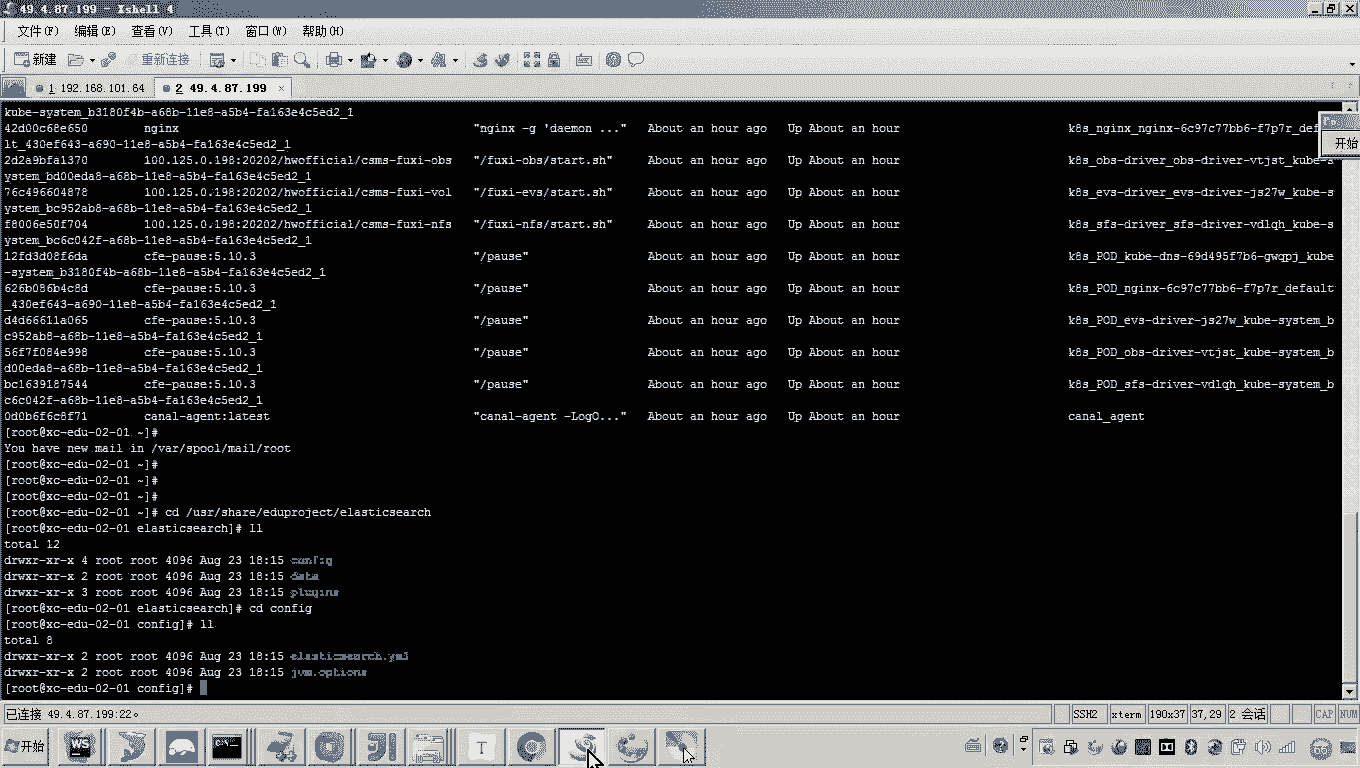 49.4.87.199 - Xshell 4
文件(F) 编辑(E) 查看(V) 工具(T) 窗口(W) 帮助(H)
新建 重新连接
1 192.168.101.64 2 49.4.87.199
kube-system_b3180f4b-a68b-11e8-a5b4-fa163e4c5ed2_1
42d00c68e650 nginx "nginx -g 'daemon ..." About an hour ago Up About an hour k8s_nginx_nginx-6c97c77bb6-f7p7r_defau
lt_430ef643-a690-11e8-a5b4-fa163e4c5ed2_1
开始
2d2a9bfa1370 100.125.0.198:20202/hwofficial/csms-fuxi-obs "/fuxi-obs/start.sh" About an hour ago Up About an hour k8s_obs-driver_obs-driver-vtjst_kube-s
ystem_bd00eda8-a68b-11e8-a5b4-fa163e4c5ed2_1
76c496604878 100.125.0.198:20202/hwofficial/csms-fuxi-vol "/fuxi-evs/start.sh" About an hour ago Up About an hour k8s_evs-driver_evs-driver-js27w_kube-s
ystem_bc952ab8-a68b-11e8-a5b4-fa163e4c5ed2_1
f8006e50f704 100.125.0.198:20202/hwofficial/csms-fuxi-nfs "/fuxi-nfs/start.sh" About an hour ago Up About an hour k8s_sfs-driver_sfs-driver-vdlqh_kube-s
ystem_bc6c042f-a68b-11e8-a5b4-fa163e4c5ed2_1
12fd3d08f6da cfe-pause:5.10.3 "/pause" About an hour ago Up About an hour k8s_POD_kube-dns-69d495f7b6-gwqpj_kube
-system_b3180f4b-a68b-11e8-a5b4-fa163e4c5ed2_1
626b086b4c8d cfe-pause:5.10.3 "/pause" About an hour ago Up About an hour k8s_POD_nginx-6c97c77bb6-f7p7r_default
_430ef643-a690-11e8-a5b4-fa163e4c5ed2_1
d4d66611a065 cfe-pause:5.10.3 "/pause" About an hour ago Up About an hour k8s_POD_evs-driver-js27w_kube-system_b
c952ab8-a68b-11e8-a5b4-fa163e4c5ed2_1
56f7f084e998 cfe-pause:5.10.3 "/pause" About an hour ago Up About an hour k8s_POD_obs-driver-vtjst_kube-system_b
d00eda8-a68b-11e8-a5b4-fa163e4c5ed2_1
bc1639187544 cfe-pause:5.10.3 "/pause" About an hour ago Up About an hour k8s_POD_sfs-driver-vdlqh_kube-system_b
c6c042f-a68b-11e8-a5b4-fa163e4c5ed2_1
0d0b6f6c8f71 canal-agent:latest "canal-agent -LogO..." About an hour ago Up About an hour canal_agent
[root@xc-edu-02-01 ~]#
You have new mail in /var/spool/mail/root
[root@xc-edu-02-01 ~]#
[root@xc-edu-02-01 ~]#
[root@xc-edu-02-01 ~]#
[root@xc-edu-02-01 ~]# cd /usr/share/eduproject/elasticsearch
[root@xc-edu-02-01 elasticsearch]# ll
total 12
drwxr-xr-x 4 root root 4096 Aug 23 18:15 config
drwxr-xr-x 2 root root 4096 Aug 23 18:15 data
drwxr-xr-x 3 root root 4096 Aug 23 18:15 plugins
[root@xc-edu-02-01 elasticsearch]# cd config
[root@xc-edu-02-01 config]# ll
total 8
drwxr-xr-x 2 root root 4096 Aug 23 18:15 elasticsearch.yml
drwxr-xr-x 2 root root 4096 Aug 23 18:15 jvm.options
[root@xc-edu-02-01 config]#
已连接 49.4.87.199:22。 SSH2 xterm 190x37 37,29 2 会话 CAP NUM
开始